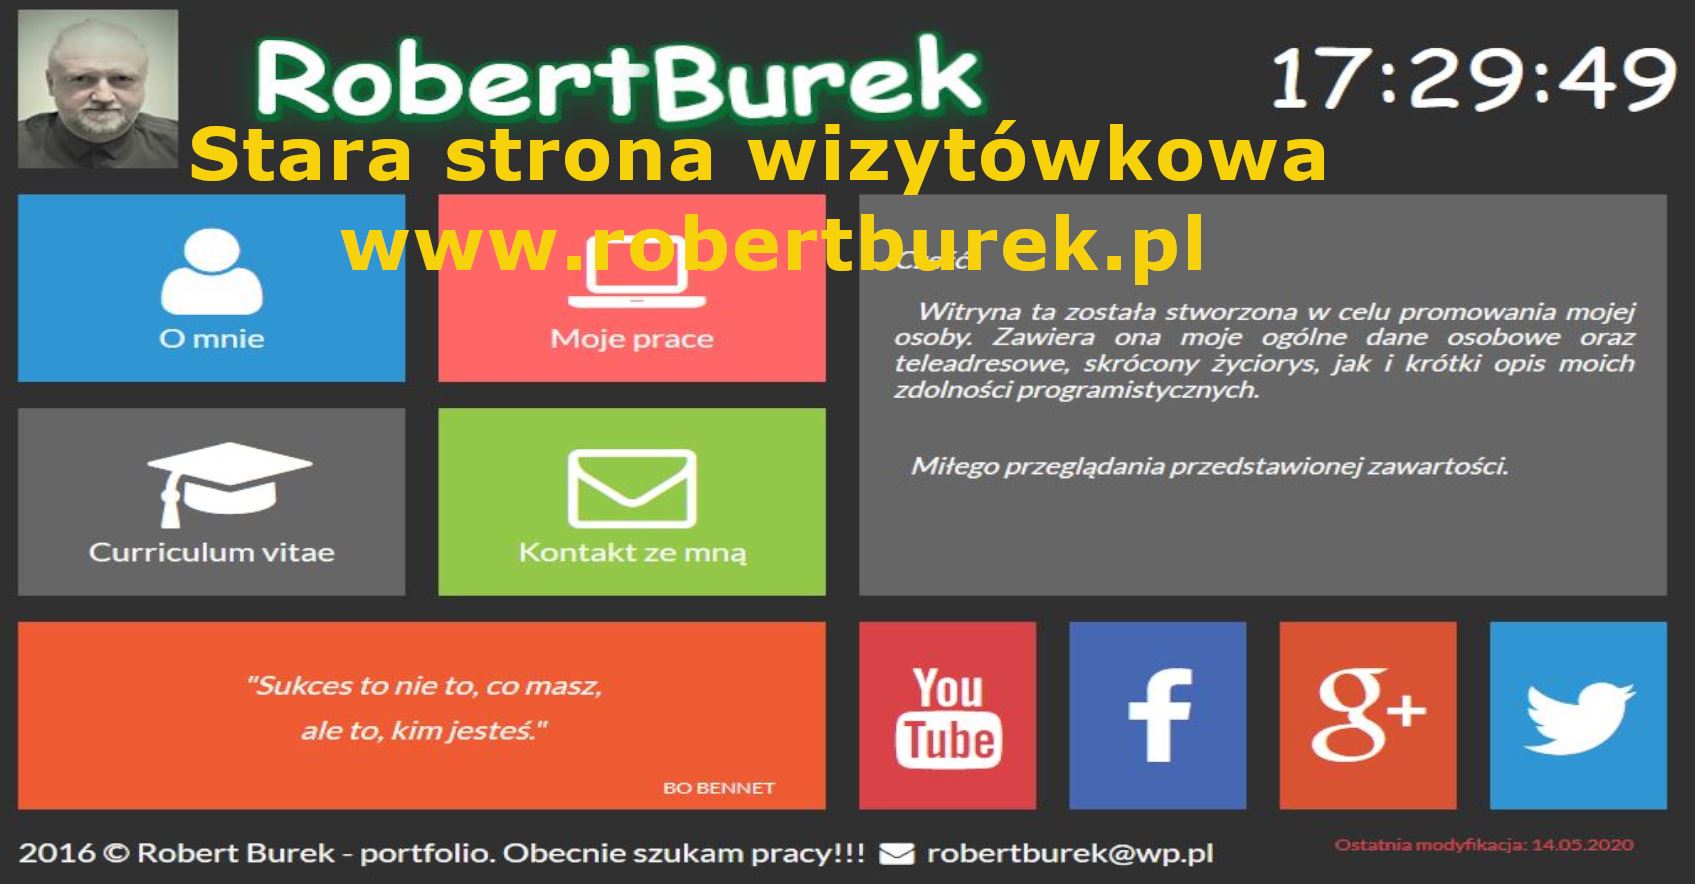 RobertBurek
17:29:49
Stara strona wizytówkowa
www.robertburek.pl
O mnie
Moje prace
Cześć
Witryna ta została stworzona w celu promowania mojej
osoby. Zawiera ona moje ogólne dane osobowe oraz
teleadresowe, skrócony życiorys, jak i krótki opis moich
zdolności programistycznych.
Miłego przeglądania przedstawionej zawartości.
Curriculum vitae
Kontakt ze mną
"Sukces to nie to, co masz,
ale to, kim jesteś."
BO BENNET
You
Tube
f
g+
2016 © Robert Burek - portfolio. Obecnie szukam pracy!!! robertburek@wp.pl
Ostatnia modyfikacja: 14.05.2020